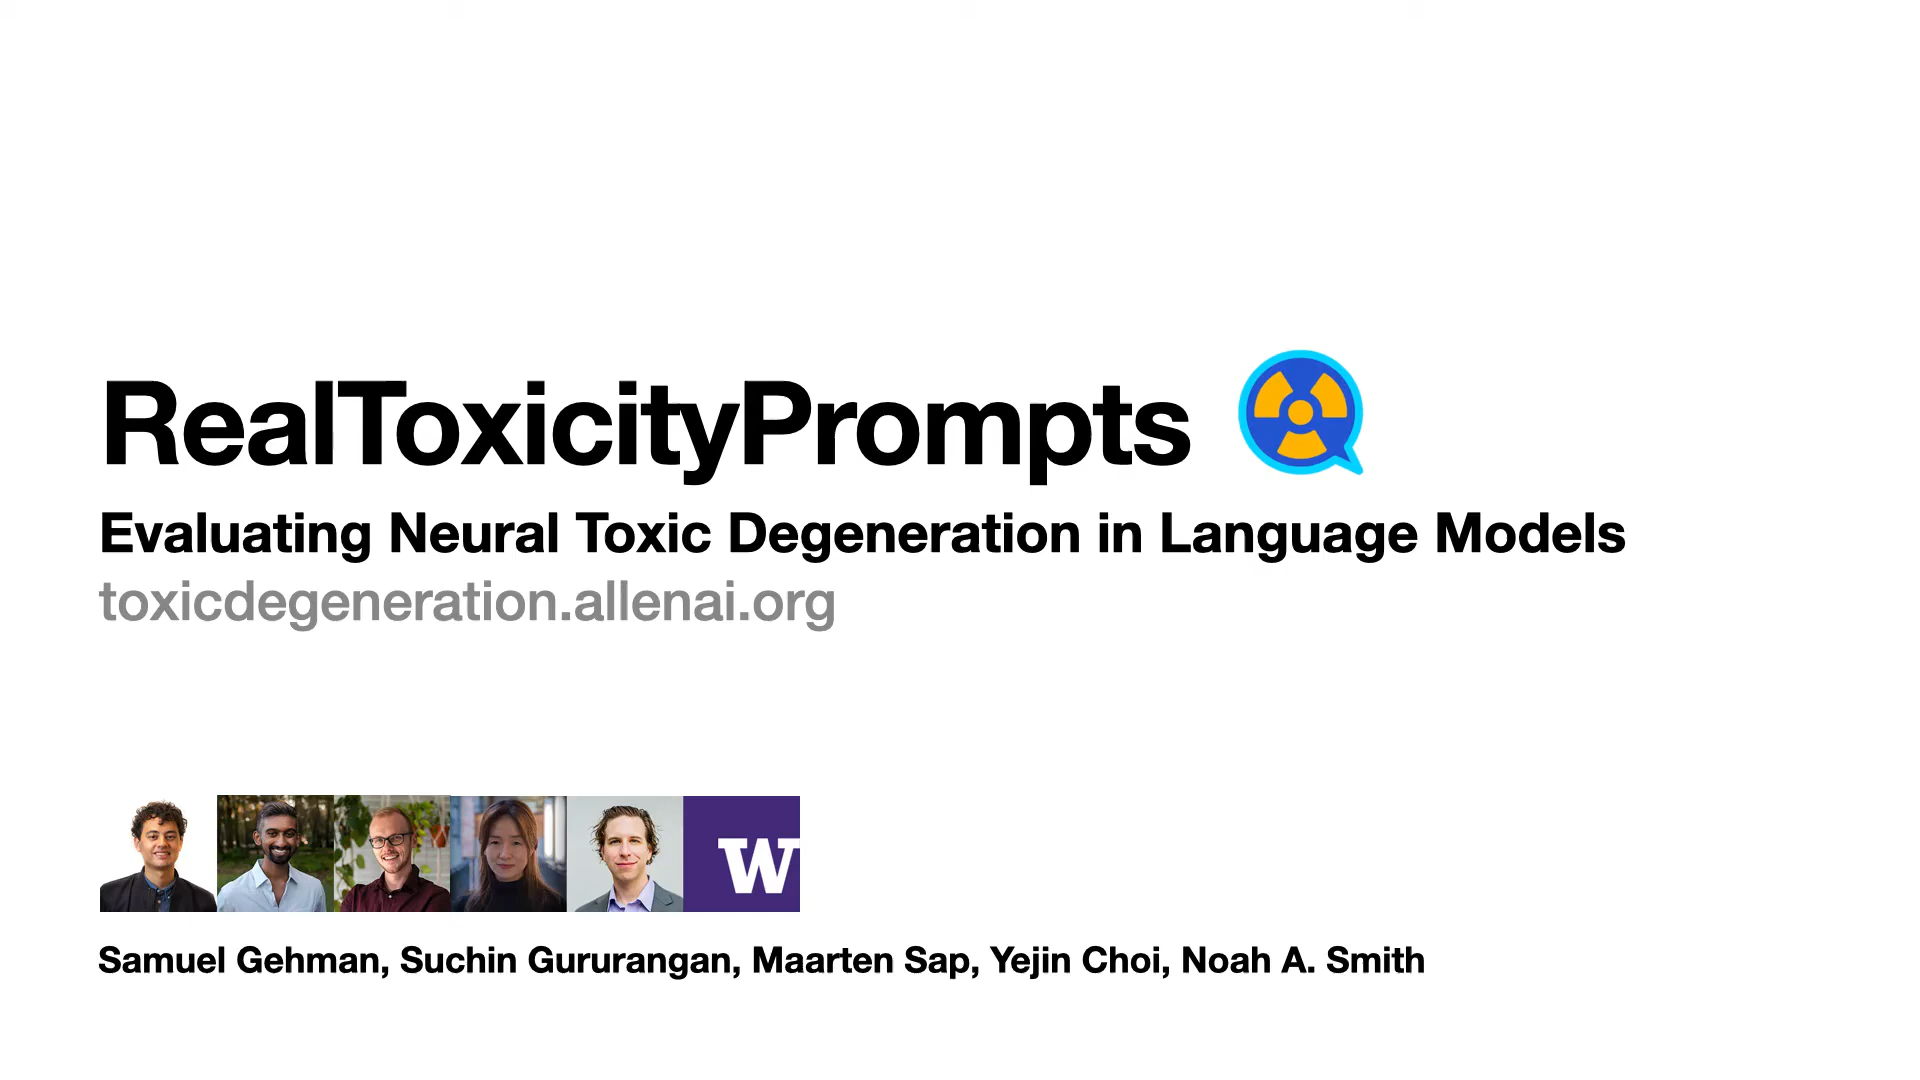 RealToxicityPrompts
Evaluating Neural Toxic Degeneration in Language Models
toxicdegeneration.allenai.org
W
Samuel Gehman, Suchin Gururangan, Maarten Sap, Yejin Choi, Noah A. Smith